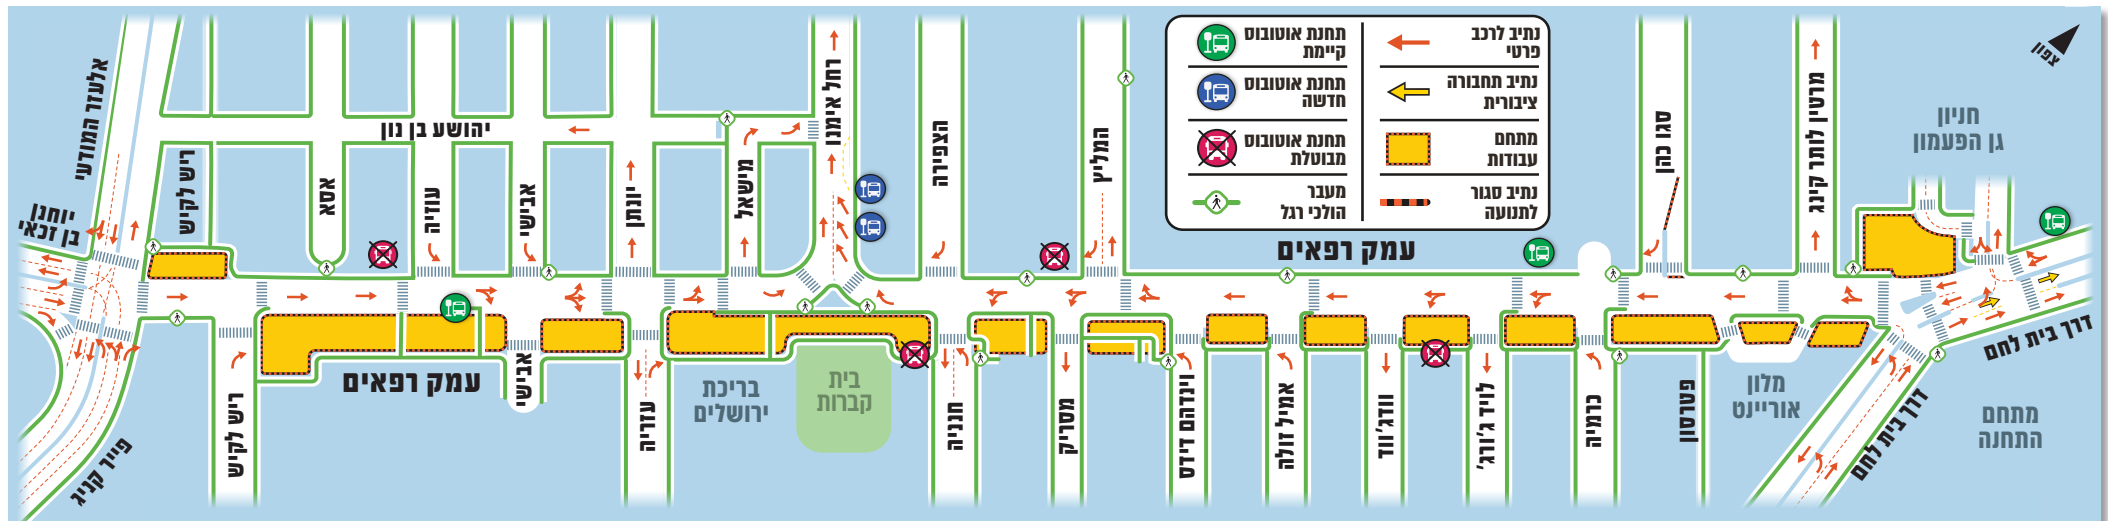 תחנת אוטובוס
קיימת
תחנת אוטובוס
חדשה
תחנת אוטובוס
מבוטלת
מעבר
הולכי רגל
נתיב לרכב
פרטי
נתיב תחבורה
ציבורית
מתחם
עבודות
נתיב סגור
לתנועה
צפון
חניון
גן הפעמון
מרטין לותר קינג
סגו כהן
עמק רפאים
המליץ
הצפירה
רחל אימנו
מישאל
יונתן
אבישי
עוזיה
יהושע בן נון
אסא
ריש לקיש
אלעזר המודעי
יוחנן
בן זכאי
פייר קניג
ריש לקיש
עמק רפאים
אבישי
עזריה
בריכת
ירושלים
בית
קברות
חנניה
מסריק
וינדהם דידס
אמיל זולה
וודג'ווד
לויד ג'ורג'
כרמיה
פטרסון
מלון
אוריינט
דרך בית לחם
מתחם
התחנה
דרך בית לחם